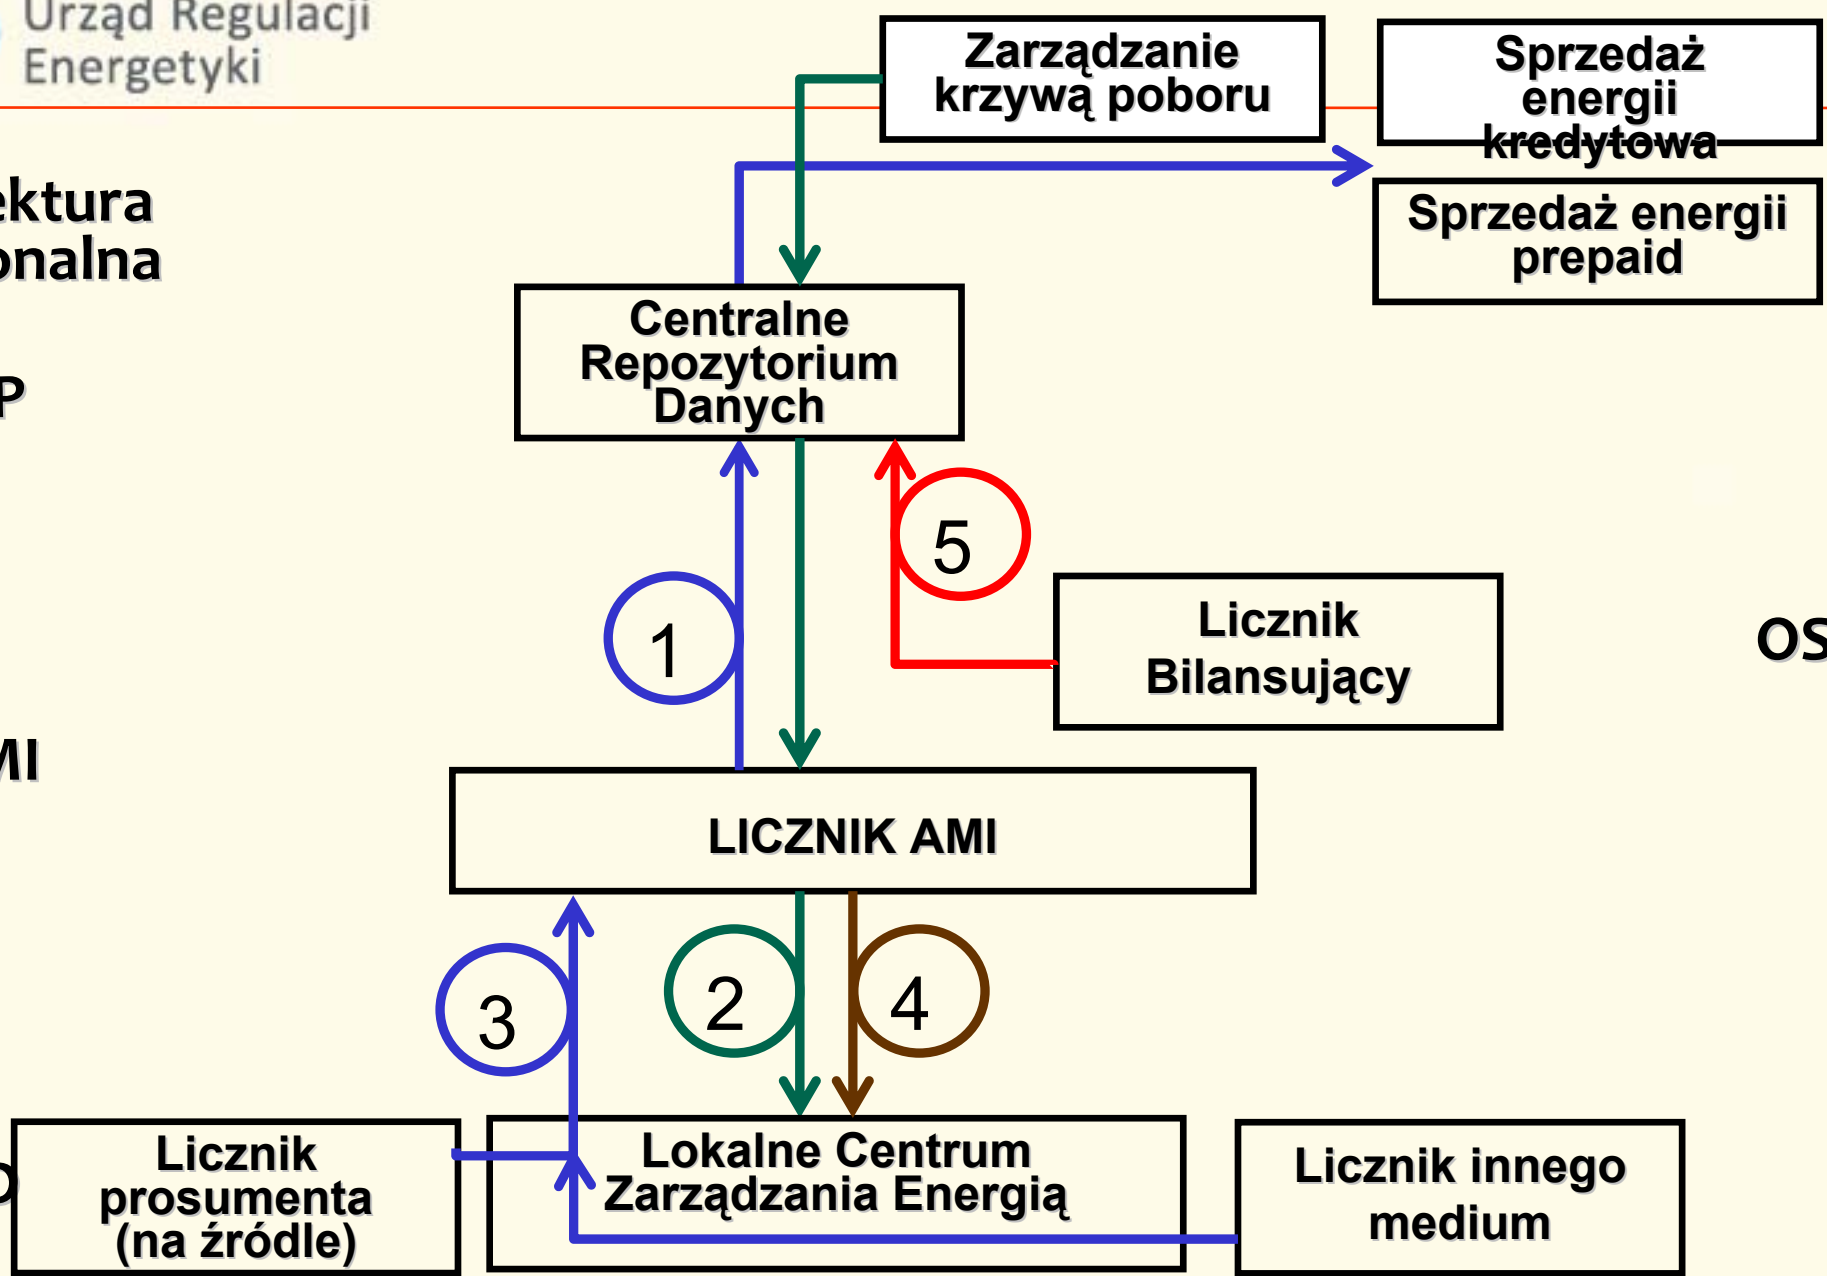 Urząd Regulacji
Energetyki
Zarządzanie
krzywą poboru
Sprzedaż
energii
kredytowa
Sprzedaż energii
prepaid
ektura
onalna
Centralne
Repozytorium
Danych
P
5
1
Licznik
Bilansujący
OS
MI
LICZNIK AMI
3
2
4
Licznik
prosumenta
(na źródle)
Lokalne Centrum
Zarządzania Energią
Licznik innego
medium